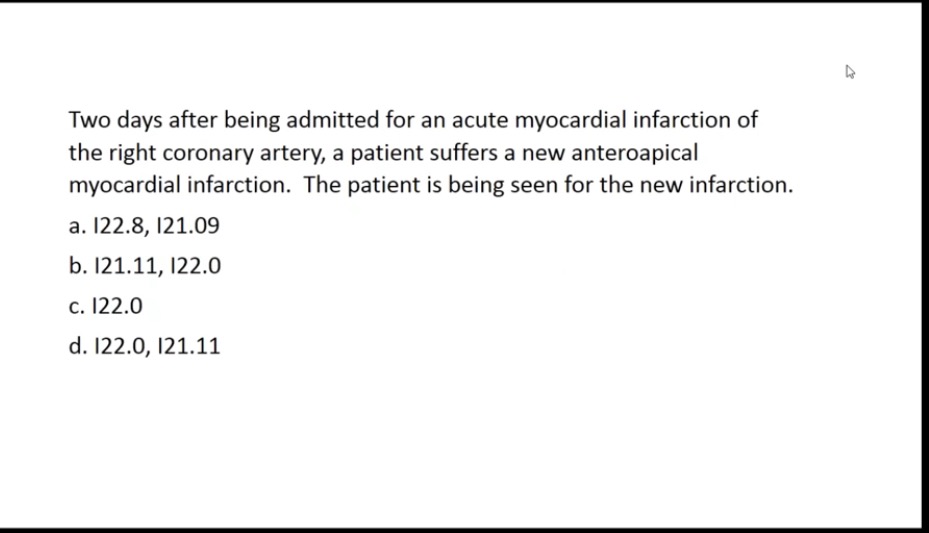 Two days after being admitted for an acute myocardial infarction of
the right coronary artery, a patient suffers a new anteroapical
myocardial infarction.  The patient is being seen for the new infarction.
a. I22.8, I21.09
b. I21.11, I22.0
c. I22.0
d. I22.0, I21.11